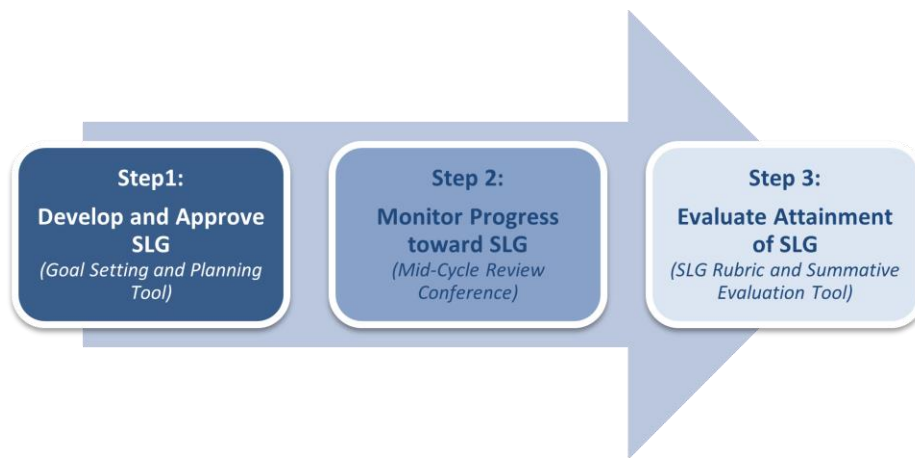 Step1:
Develop and Approve
SLG
(Goal Setting and Planning
Tool)
Step 2:
Monitor Progress
toward SLG
(Mid-Cycle Review
Conference)
Step 3:
Evaluate Attainment
of SLG
(SLG Rubric and Summative
Evaluation Tool)